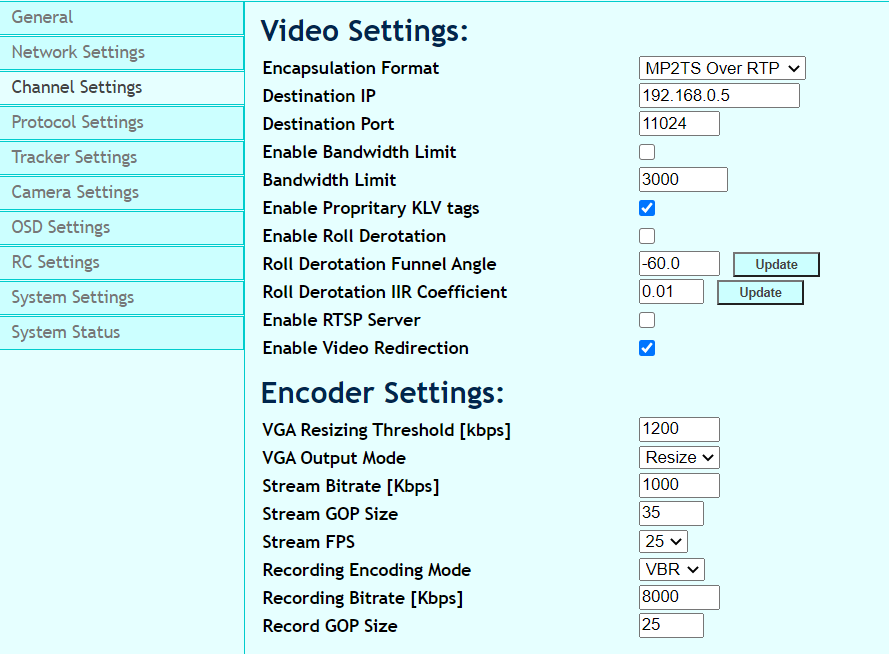 General
Network Settings
Channel Settings
Protocol Settings
Tracker Settings
Camera Settings
OSD Settings
RC Settings
System Settings
System Status
Video Settings:
Encapsulation Format MP2TS Over RTP
Destination IP 192.168.0.5
Destination Port 11024
Enable Bandwidth Limit
Bandwidth Limit 3000
Enable Propritary KLV tags
Enable Roll Derotation
Roll Derotation Funnel Angle -60.0 Update
Roll Derotation IIR Coefficient 0.01 Update
Enable RTSP Server
Enable Video Redirection
Encoder Settings:
VGA Resizing Threshold [kbps] 1200
VGA Output Mode Resize
Stream Bitrate [Kbps] 1000
Stream GOP Size 35
Stream FPS 25
Recording Encoding Mode VBR
Recording Bitrate [Kbps] 8000
Record GOP Size 25